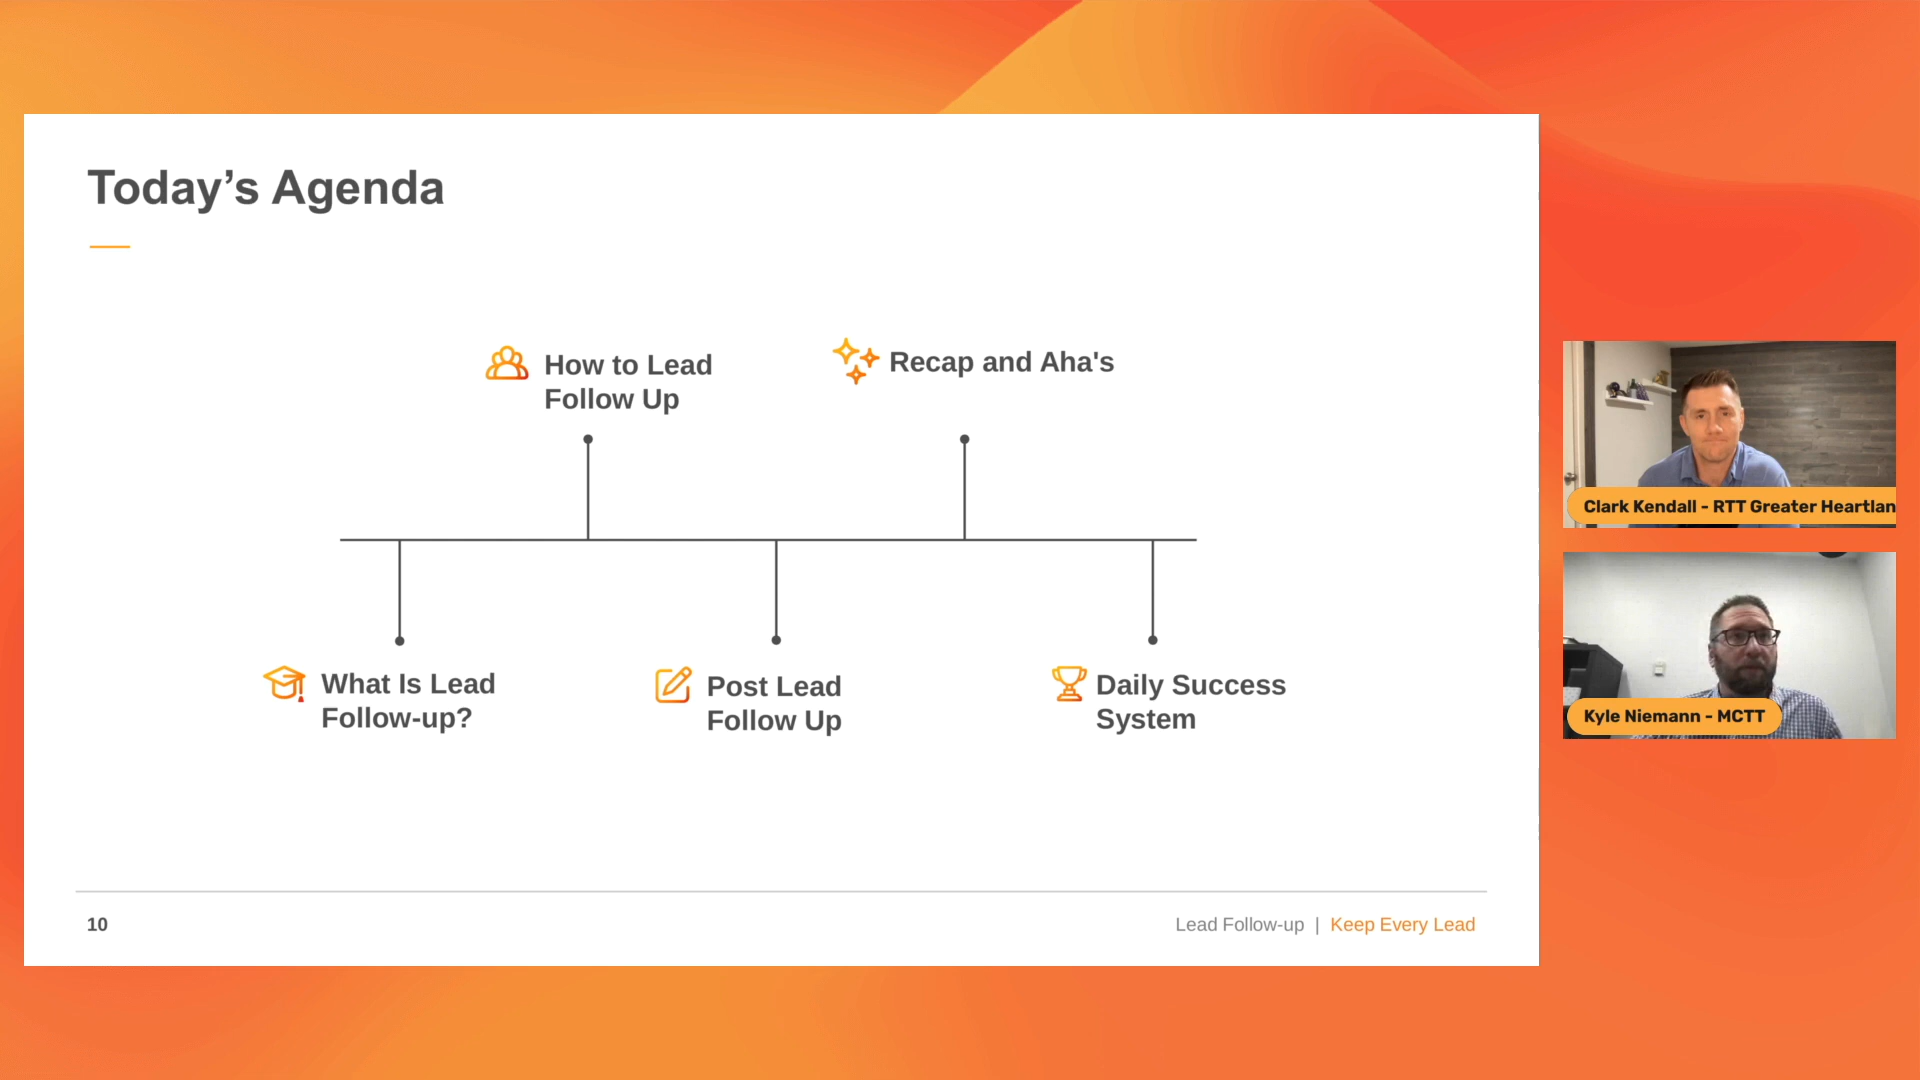 Today’s Agenda
How to Lead
Follow Up
Recap and Aha's
What Is Lead
Follow-up?
Post Lead
Follow Up
Daily Success
System
10
Lead Follow-up | Keep Every Lead
Clark Kendall - RTT Greater Heartlan
Kyle Niemann - MCTT